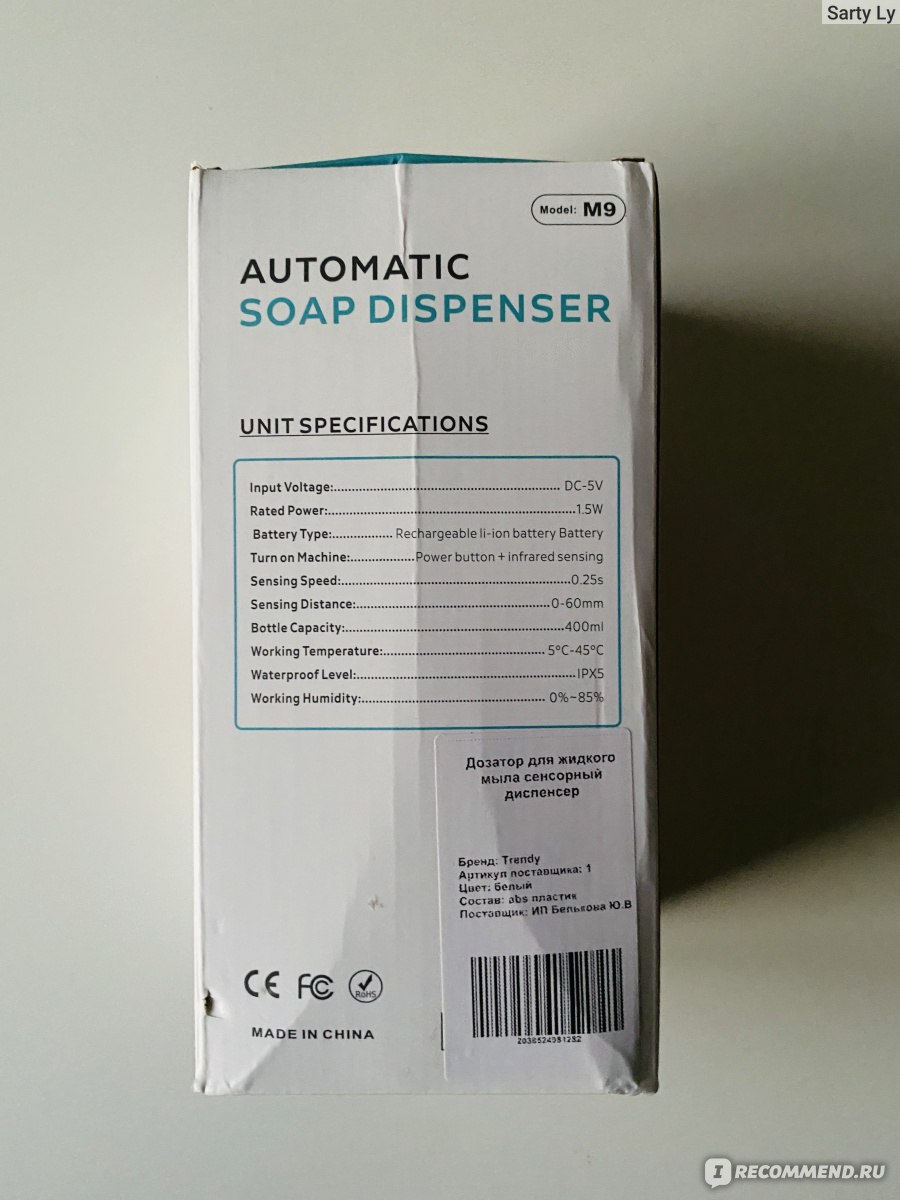 Sarty Ly
Model: M9
AUTOMATIC
SOAP DISPENSER
UNIT SPECIFICATIONS
Input Voltage:................................................ DC-5V
Rated Power:....................................................1.5W
Battery Type:............... Rechargeable li-ion battery Battery
Turn on Machine:...............Power button + infrared sensing
Sensing Speed:.................................................0.25s
Sensing Distance:..........................................0-60mm
Bottle Capacity:...............................................400ml
Working Temperature:.................................. 5°C-45°C
Waterproof Level:..............................................IPX5
Working Humidity:....................................... 0%~85%
Дозатор для жидкого
мыла сенсорный
диспенсер
Бренд: Trendy
Артикул поставщика: 1
Цвет: белый
Состав: abs пластик
Поставщик: ИП Белькова Ю.В
CE FC RoHS
MADE IN CHINA
2038524981282
IRECOMMEND.RU